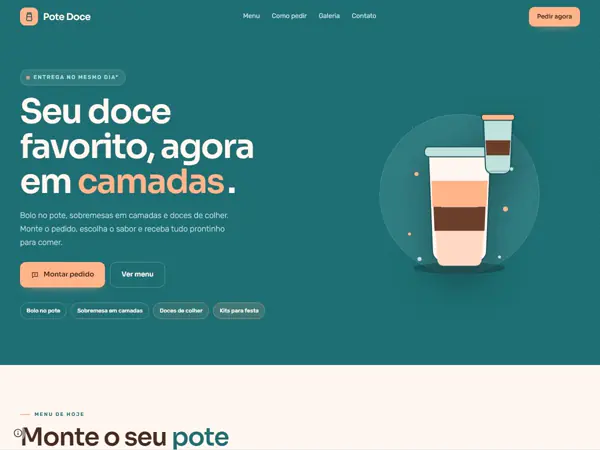 Pote Doce
Menu
Como pedir
Galeria
Contato
Pedir agora
ENTREGA NO MESMO DIA*
Seu doce
favorito, agora
em camadas.
Bolo no pote, sobremesas em camadas e doces de colher.
Monte o pedido, escolha o sabor e receba tudo prontinho
para comer.
Montar pedido
Ver menu
Bolo no pote
Sobremesa em camadas
Doces de colher
Kits para festa
MENU DE HOJE
Monte o seu pote